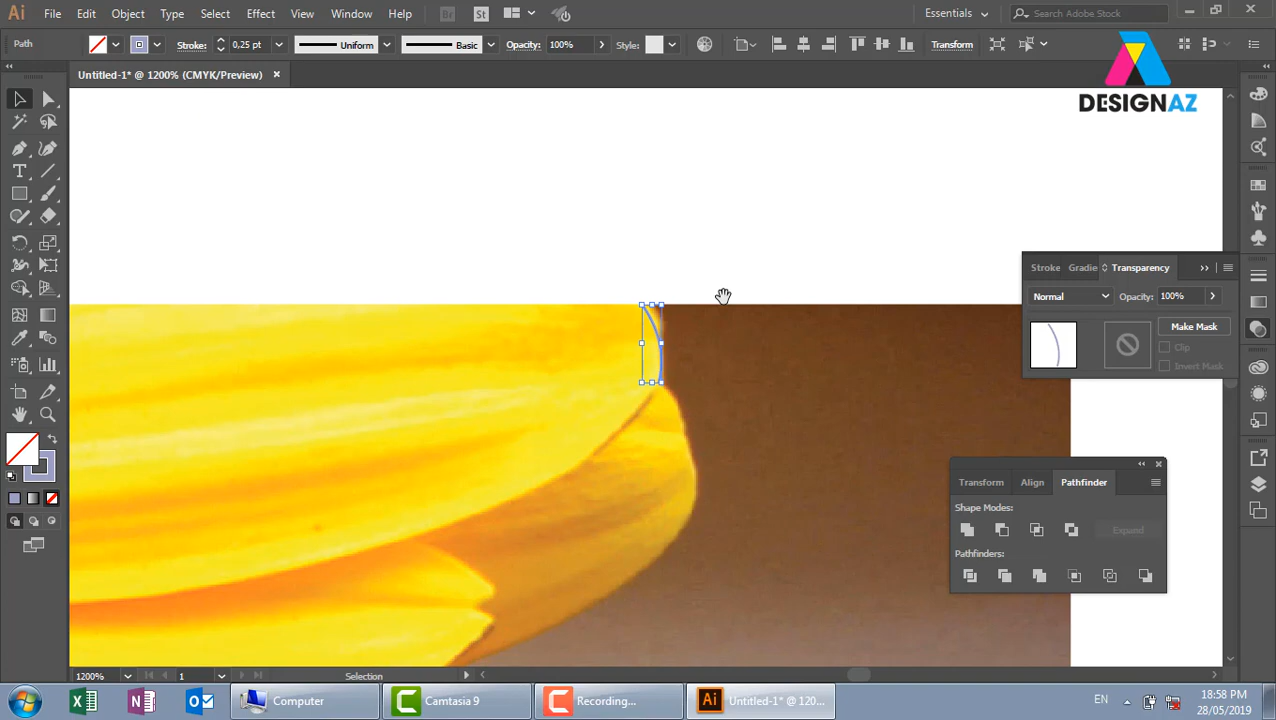 Ai File Edit Object Type Select Effect View Window Help Br St Essentials Search Adobe Stock
Path Stroke: 0,25 pt Uniform Basic Opacity: 100% Style: Transform
Untitled-1* @ 1200% (CMYK/Preview)
DESIGNAZ
Stroke Gradie Transparency
Normal Opacity: 100%
Make Mask
Clip
Invert Mask
Transform Align Pathfinder
Shape Modes:
Expand
Pathfinders:
1200% 1 Selection
Computer Camtasia 9 Recording... Ai Untitled-1* @ 120... EN 18:58 PM
28/05/2019